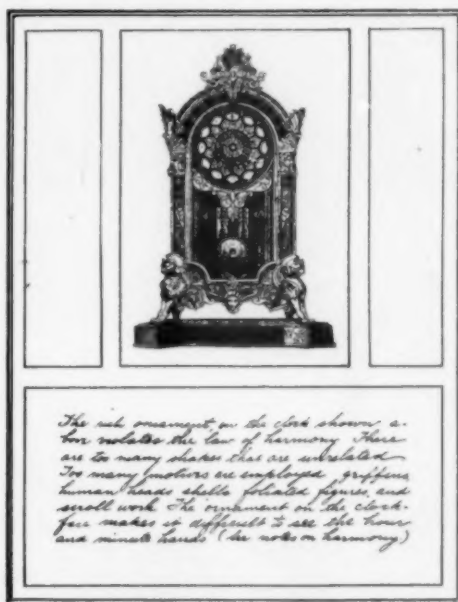 The rich ornament, on the clock shown a-
bove violates the law of harmony There
are too many shapes that are unrelated
Too many motives are employed griffins,
human heads shells foliated figures, and
scroll work The ornament on the clock-
face makes it difficult to see the hour
and minute hands (See notes on harmony)